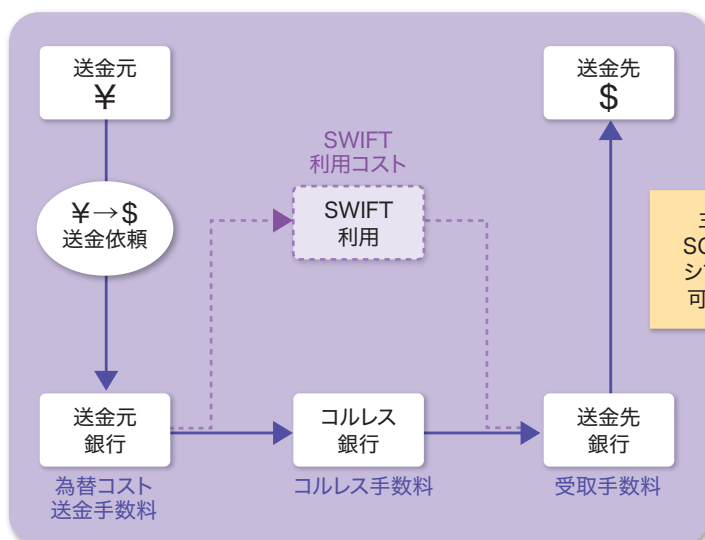 送金元
¥
送金先
$
SWIFT
利用コスト
¥→$
送金依頼
SWIFT
利用
送金元
銀行
コルレス
銀行
送金先
銀行
為替コスト
送金手数料
コルレス手数料
受取手数料